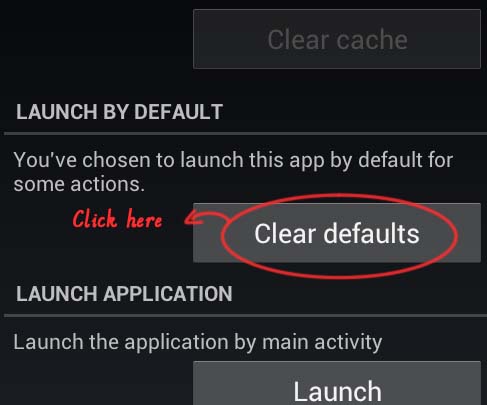 Clear cache
LAUNCH BY DEFAULT
You've chosen to launch this app by default for
some actions.
Click here
Clear defaults
LAUNCH APPLICATION
Launch the application by main activity
Launch